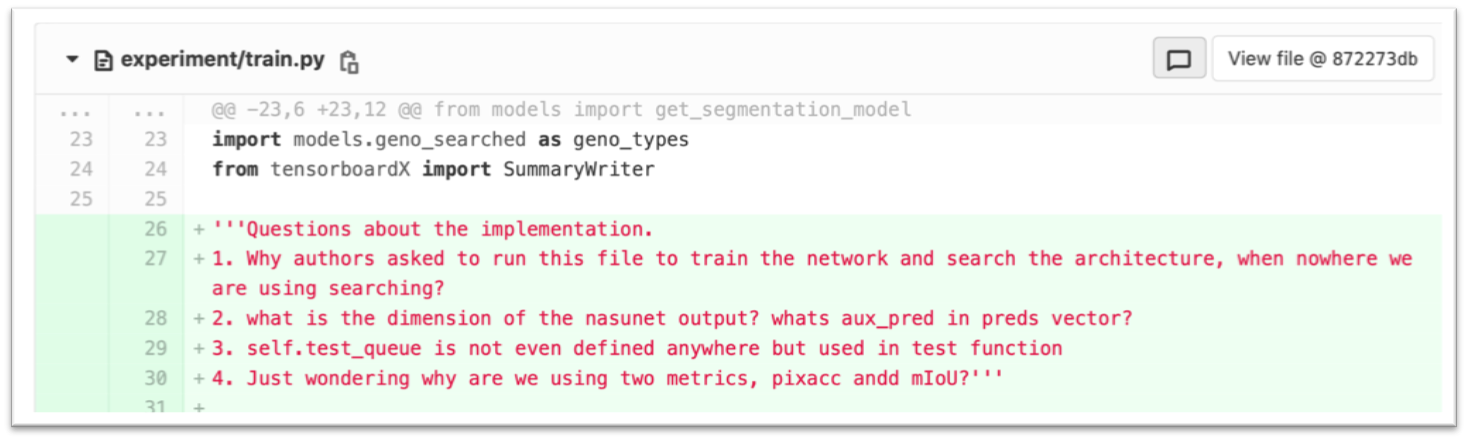 experiment/train.py
View file @ 872273db
... ... @@ -23,6 +23,12 @@ from models import get_segmentation_model
23 23 import models.geno_searched as geno_types
24 24 from tensorboardX import SummaryWriter
25 25
26 + '''Questions about the implementation.
27 + 1. Why authors asked to run this file to train the network and search the architecture, when nowhere we
are using searching?
28 + 2. what is the dimension of the nasunet output? whats aux_pred in preds vector?
29 + 3. self.test_queue is not even defined anywhere but used in test function
30 + 4. Just wondering why are we using two metrics, pixacc andd mIoU?'''
31 +